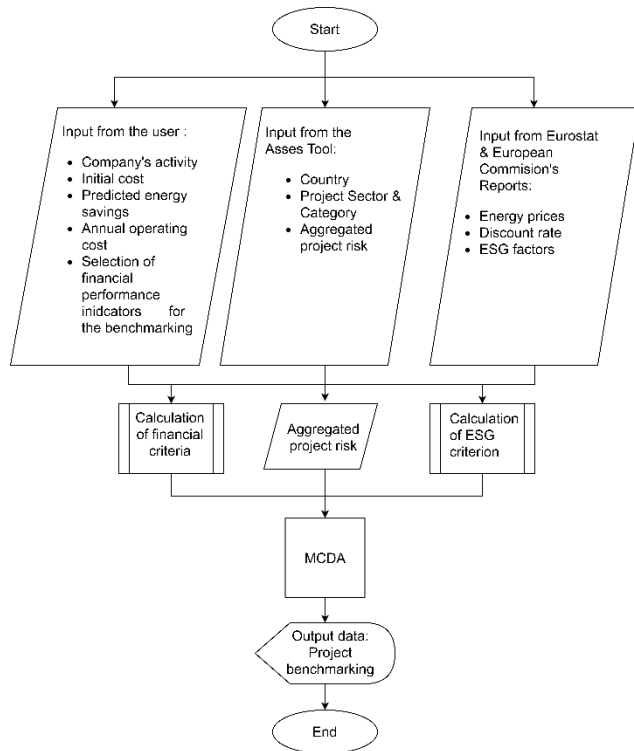 Start
Input from the user :
• Company's activity
• Initial cost
• Predicted energy
savings
• Annual operating
cost
• Selection of
financial
performance
inidcators for
the benchmarking
Input from the
Asses Tool:
• Country
• Project Sector &
Category
• Aggregated
project risk
Input from Eurostat
& European
Commision's
Reports:
• Energy prices
• Discount rate
• ESG factors
Calculation
of financial
criteria
Aggregated
project risk
Calculation
of ESG
criterion
MCDA
Output data:
Project
benchmarking
End